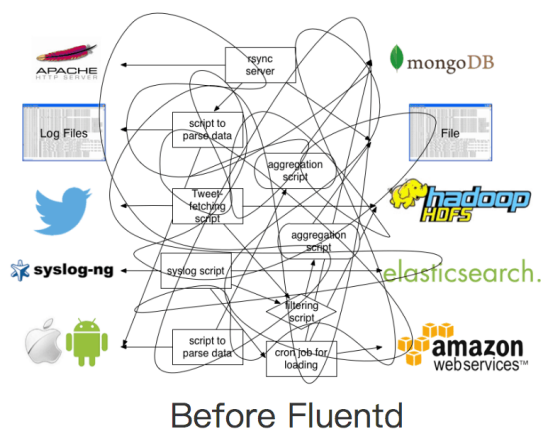 APACHE
HTTP SERVER
rsync
server
mongoDB
Log Files
script to
parse data
File
aggregation
script
Tweet-
fetching
script
hadoop
HDFS
aggregation
script
syslog-ng
syslog script
elasticsearch.
filtering
script
script to
parse data
cron job for
loading
amazon
webservices™
Before Fluentd